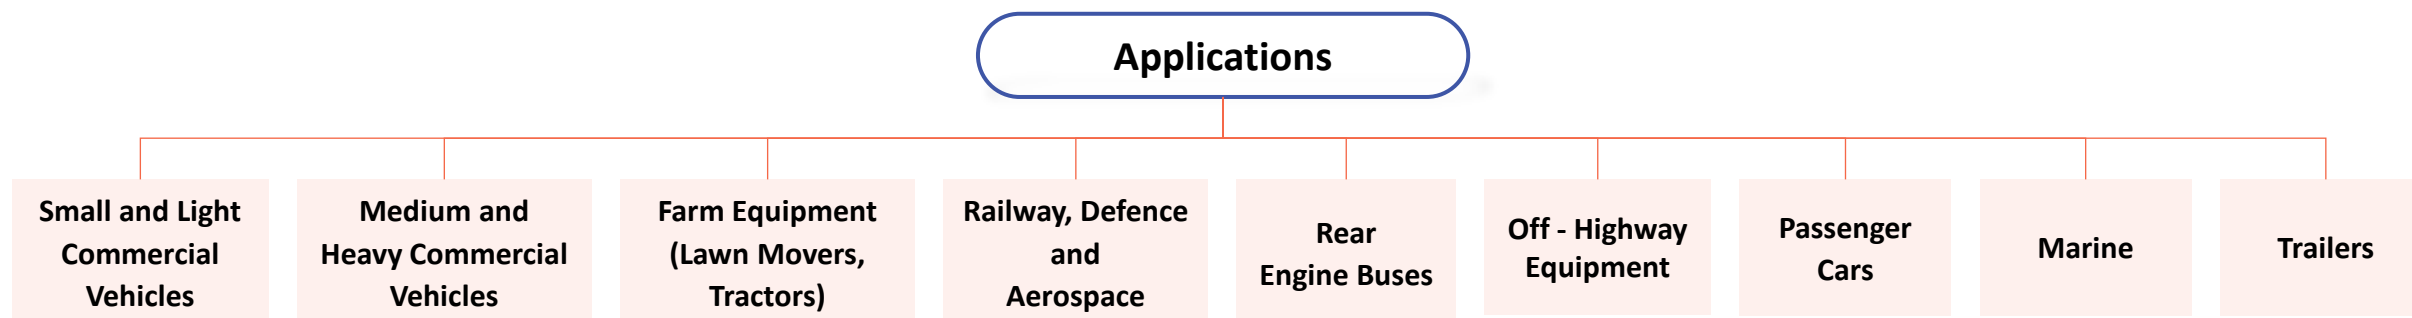 Applications
Small and Light
Commercial
Vehicles
Medium and
Heavy Commercial
Vehicles
Farm Equipment
(Lawn Movers,
Tractors)
Railway, Defence
and
Aerospace
Rear
Engine Buses
Off - Highway
Equipment
Passenger
Cars
Marine
Trailers